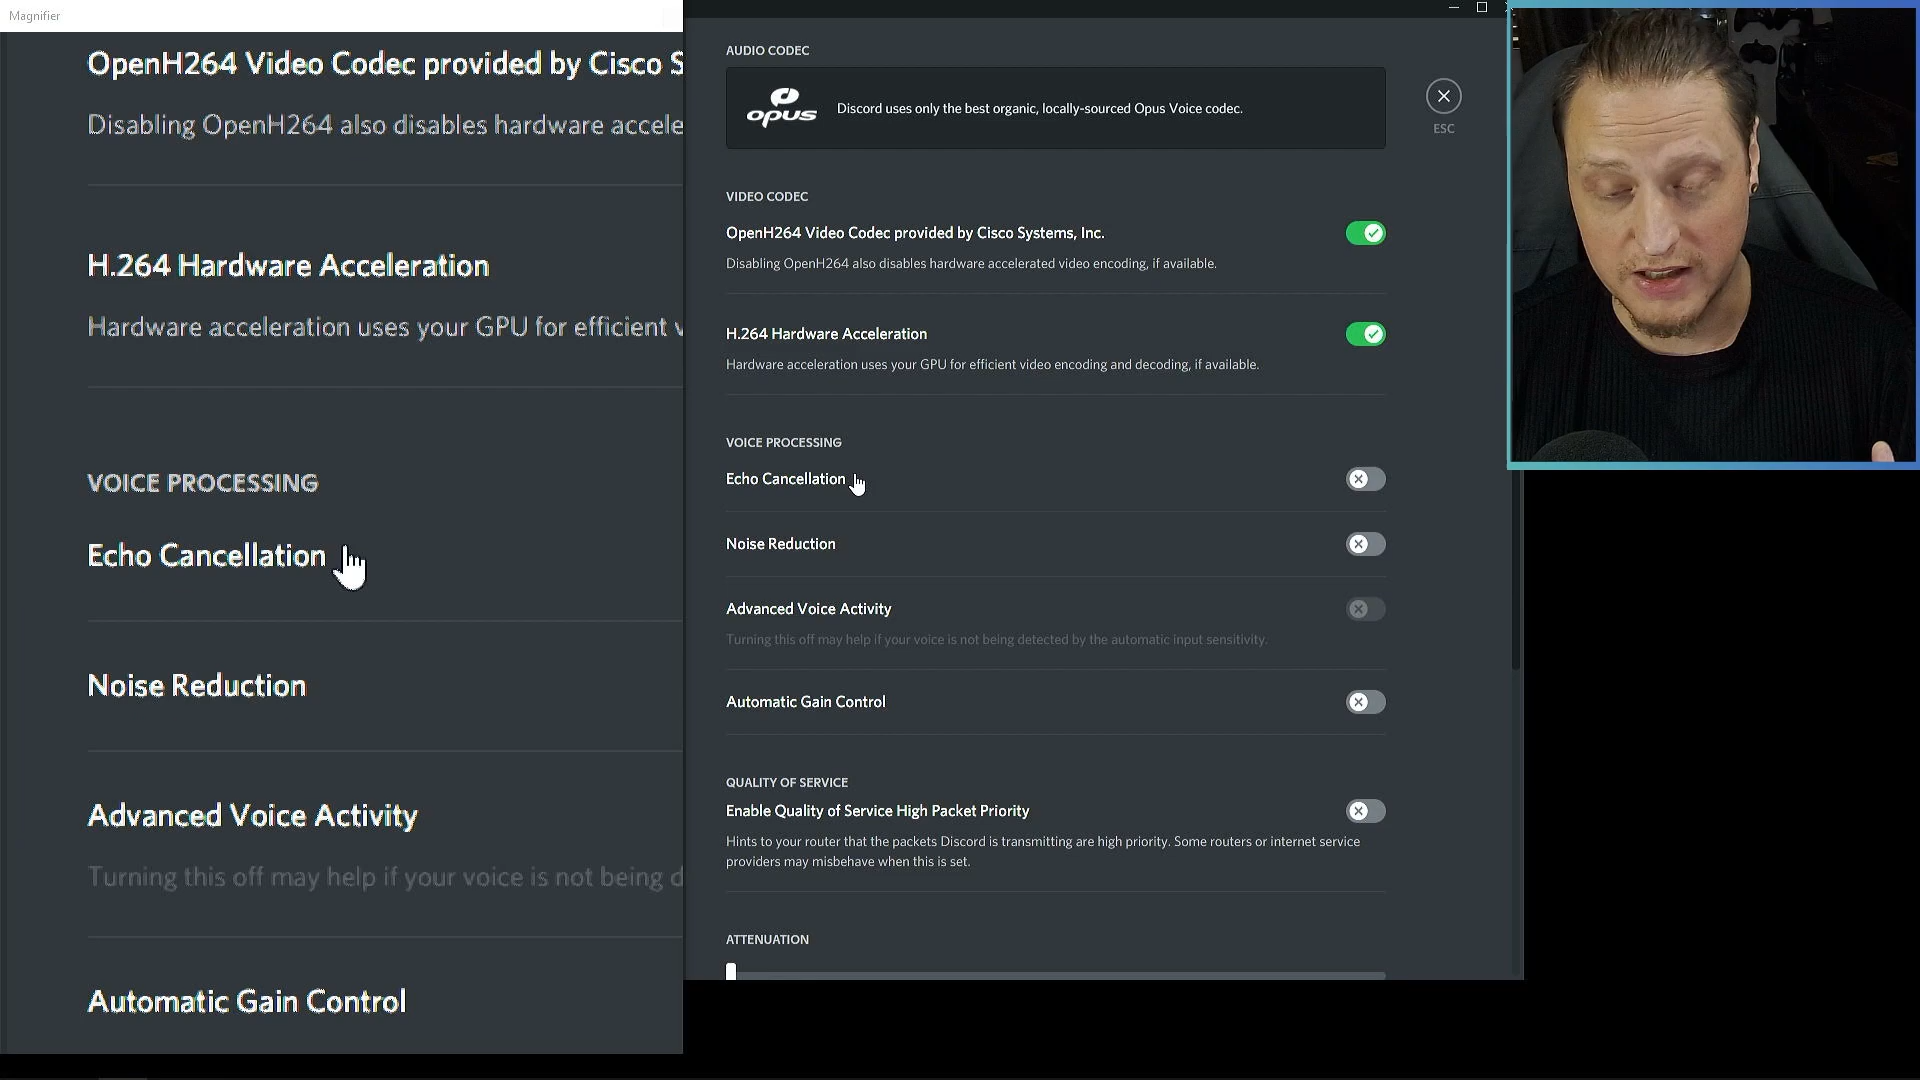 Magnifier
OpenH264 Video Codec provided by Cisco S
Disabling OpenH264 also disables hardware accele
H.264 Hardware Acceleration
Hardware acceleration uses your GPU for efficient v
VOICE PROCESSING
Echo Cancellation
Noise Reduction
Advanced Voice Activity
Turning this off may help if your voice is not being d
Automatic Gain Control
AUDIO CODEC
opus
Discord uses only the best organic, locally-sourced Opus Voice codec.
ESC
VIDEO CODEC
OpenH264 Video Codec provided by Cisco Systems, Inc.
Disabling OpenH264 also disables hardware accelerated video encoding, if available.
H.264 Hardware Acceleration
Hardware acceleration uses your GPU for efficient video encoding and decoding, if available.
VOICE PROCESSING
Echo Cancellation
Noise Reduction
Advanced Voice Activity
Turning this off may help if your voice is not being detected by the automatic input sensitivity.
Automatic Gain Control
QUALITY OF SERVICE
Enable Quality of Service High Packet Priority
Hints to your router that the packets Discord is transmitting are high priority. Some routers or internet service
providers may misbehave when this is set.
ATTENUATION